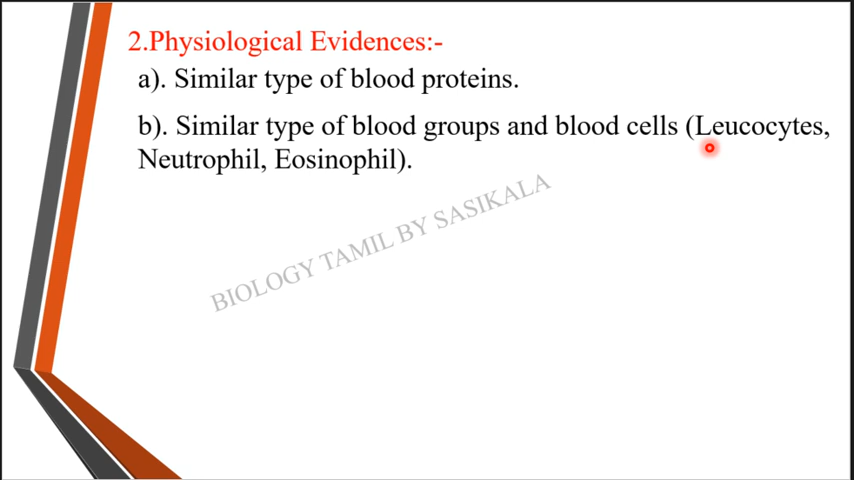 2.Physiological Evidences:-
a). Similar type of blood proteins.
b). Similar type of blood groups and blood cells (Leucocytes,
Neutrophil, Eosinophil).
BIOLOGY TAMIL BY SASIKALA